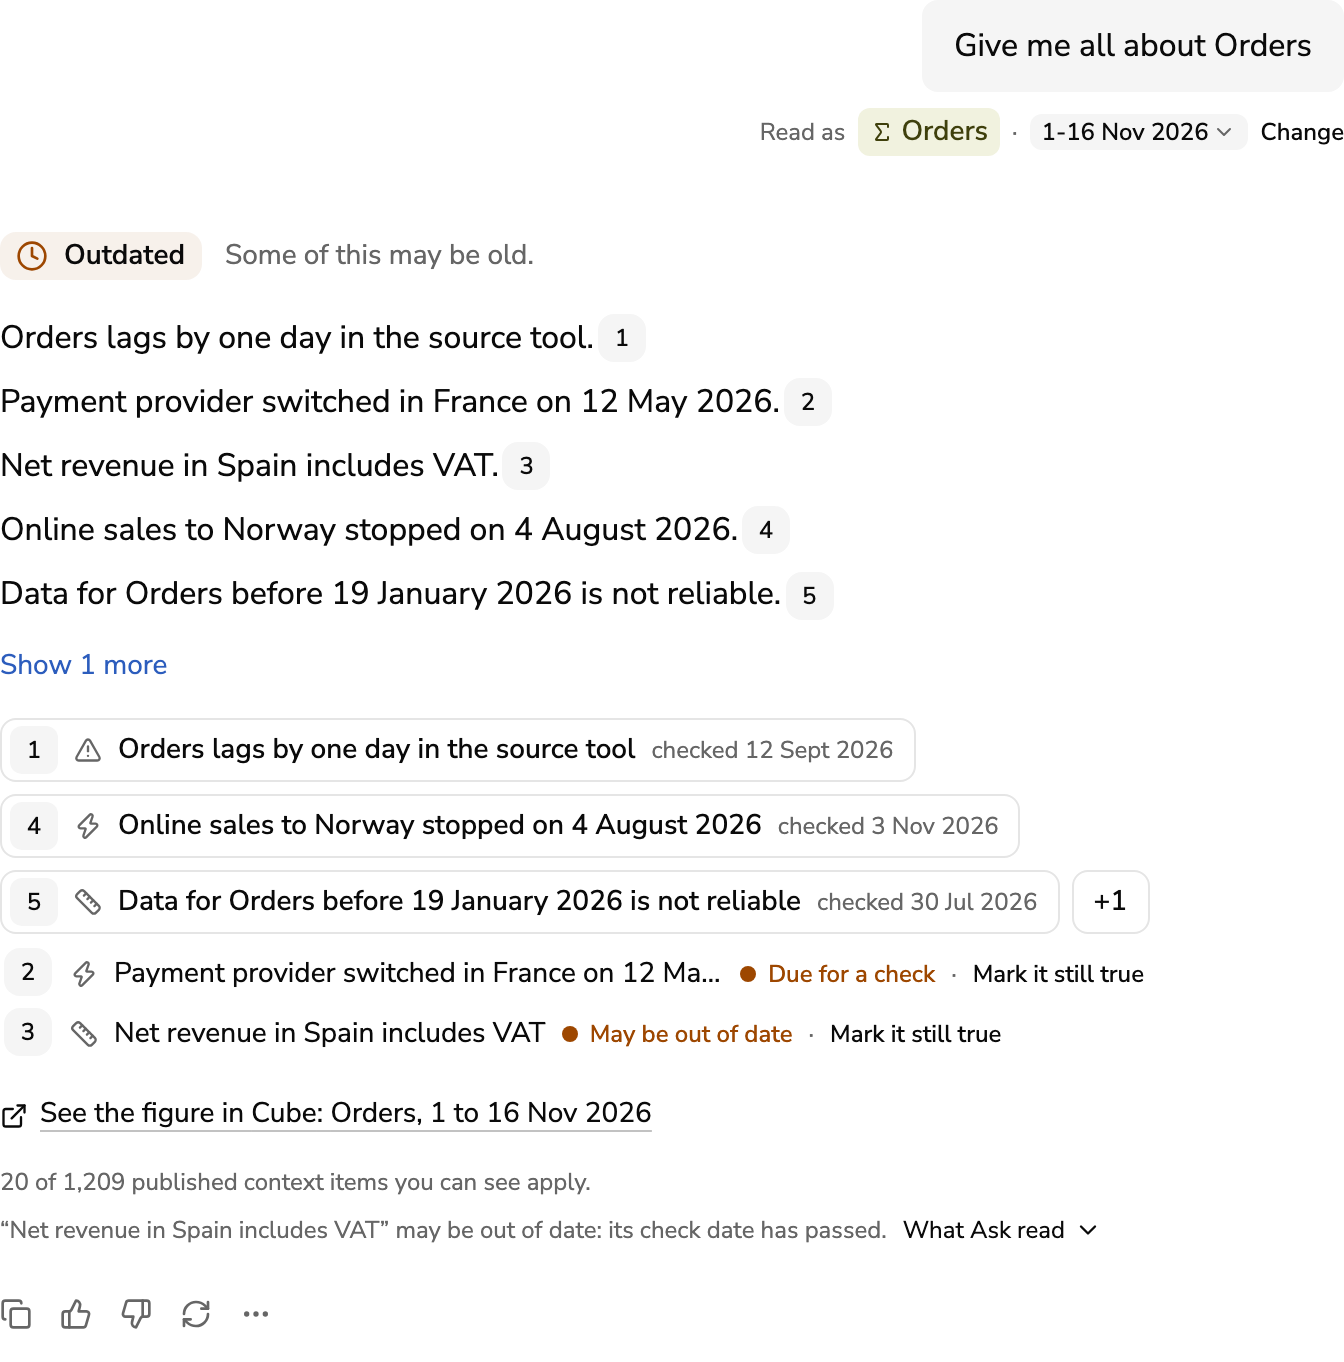 Give me all about Orders
Read as Σ Orders · 1-16 Nov 2026 Change
Outdated Some of this may be old.
Orders lags by one day in the source tool. 1
Payment provider switched in France on 12 May 2026. 2
Net revenue in Spain includes VAT. 3
Online sales to Norway stopped on 4 August 2026. 4
Data for Orders before 19 January 2026 is not reliable. 5
Show 1 more
1 Orders lags by one day in the source tool checked 12 Sept 2026
4 Online sales to Norway stopped on 4 August 2026 checked 3 Nov 2026
5 Data for Orders before 19 January 2026 is not reliable checked 30 Jul 2026 +1
2 Payment provider switched in France on 12 Ma... Due for a check · Mark it still true
3 Net revenue in Spain includes VAT May be out of date · Mark it still true
See the figure in Cube: Orders, 1 to 16 Nov 2026
20 of 1,209 published context items you can see apply.
“Net revenue in Spain includes VAT” may be out of date: its check date has passed. What Ask read